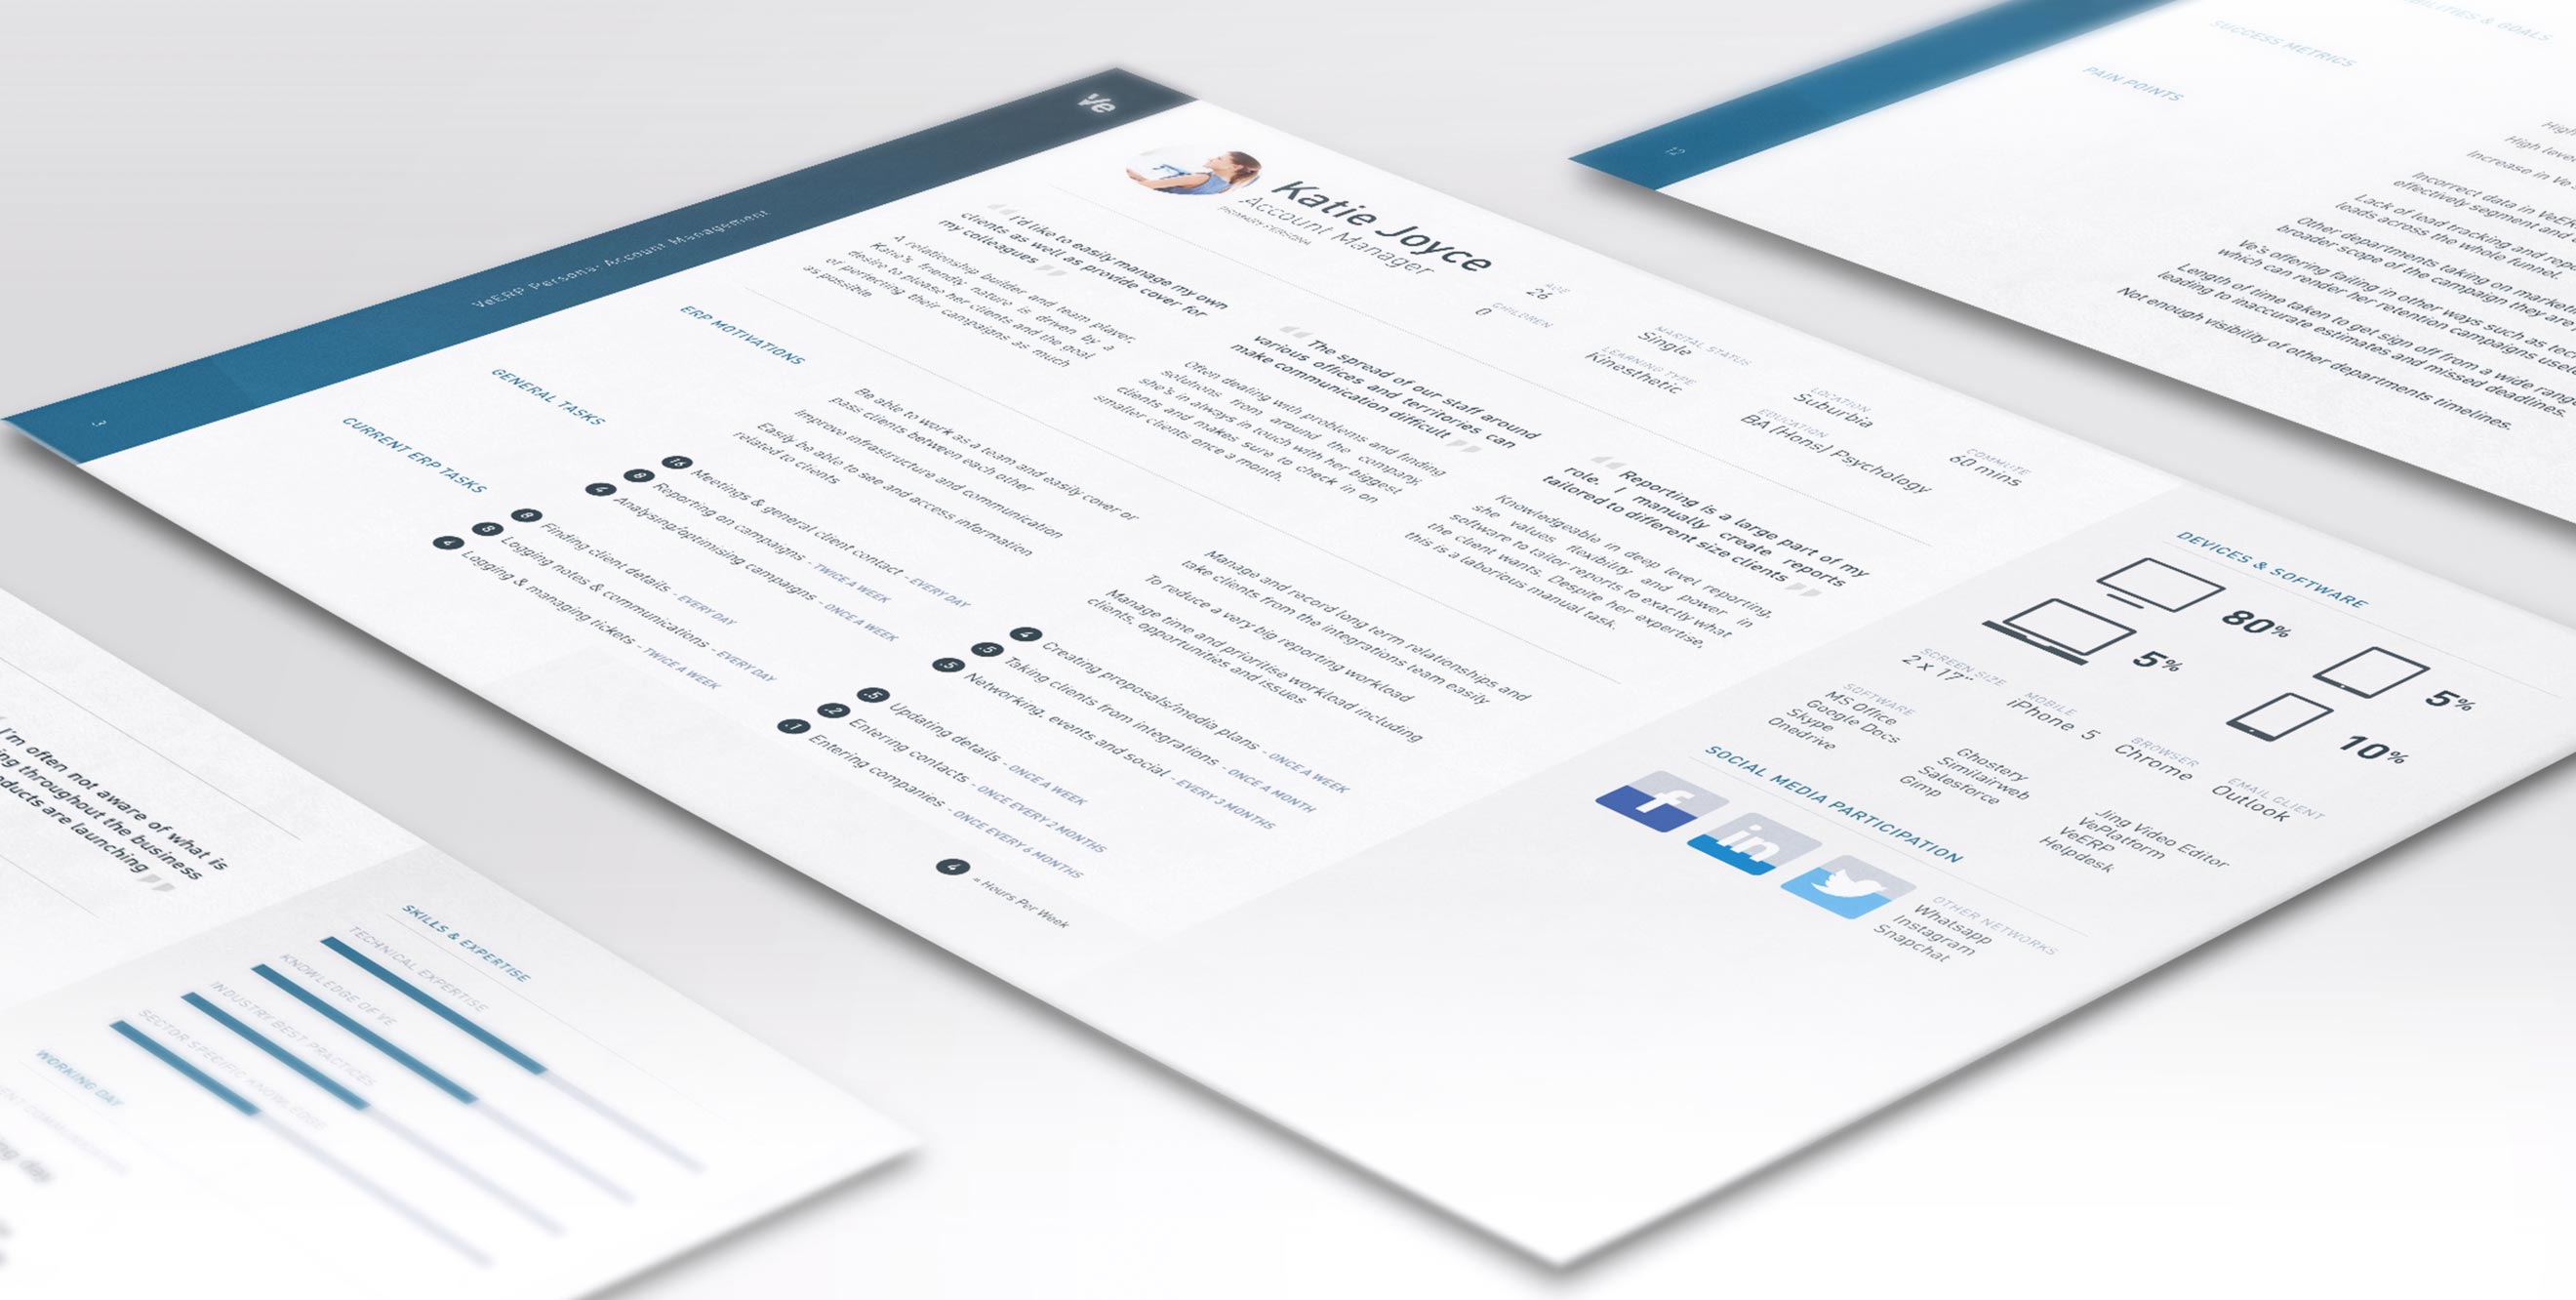 Ve
VeERP Persona: Account Management
3
Katie Joyce
Account Manager
PRIMARY PERSONA
AGE
26
CHILDREN
0
MARITAL STATUS
Single
LEARNING TYPE
Kinesthetic
LOCATION
Suburbia
EDUCATION
BA (Hons) Psychology
COMMUTE
60 mins
“ I'd like to easily manage my own
clients as well as provide cover for
my colleagues ”
A relationship builder and team player,
Katie's friendly nature is driven by a
desire to please her clients and the goal
of perfecting their campaigns as much
as possible.
“ The spread of our staff around
various offices and territories can
make communication difficult ”
Often dealing with problems and finding
solutions from around the company,
she's in always in touch with her biggest
clients and makes sure to check in on
smaller clients once a month.
“ Reporting is a large part of my
role. I manually create reports
tailored to different size clients ”
Knowledgeable in deep level reporting,
she values flexibility and power in
software to tailor reports to exactly what
the client wants. Despite her expertise,
this is a laborious manual task.
ERP MOTIVATIONS
Be able to work as a team and easily cover or
pass clients between each other
Improve infrastructure and communication
Easily be able to see and access information
related to clients
Manage and record long term relationships and
take clients from the integrations team easily
To reduce a very big reporting workload
Manage time and prioritise workload including
clients, opportunities and issues
GENERAL TASKS
16 Meetings & general client contact - EVERY DAY
8 Reporting on campaigns - TWICE A WEEK
4 Analysing/optimising campaigns - ONCE A WEEK
4 Creating proposals/media plans - ONCE A WEEK
.5 Taking clients from integrations - ONCE A MONTH
.5 Networking, events and social - EVERY 3 MONTHS
CURRENT ERP TASKS
8 Finding client details - EVERY DAY
8 Logging notes & communications - EVERY DAY
4 Logging & managing tickets - TWICE A WEEK
.5 Updating details - ONCE A WEEK
.2 Entering contacts - ONCE EVERY 2 MONTHS
.1 Entering companies - ONCE EVERY 6 MONTHS
4 = Hours Per Week
DEVICES & SOFTWARE
80%
5%
5%
10%
SCREEN SIZE
2 x 17"
MOBILE
iPhone 5
BROWSER
Chrome
EMAIL CLIENT
Outlook
SOFTWARE
MS Office
Google Docs
Skype
Onedrive
Ghostery
Similairweb
Salesforce
Gimp
Jing Video Editor
VePlatform
VeERP
Helpdesk
SOCIAL MEDIA PARTICIPATION
f
in
OTHER NETWORKS
Whatsapp
Instagram
Snapchat
12
& GOALS
SUCCESS METRICS
PAIN POINTS
High
High level
Increase in Ve
Incorrect data in VeERP
effectively segment and
Lack of lead tracking and
leads across the whole funnel.
Other departments taking on
broader scope of the campaign they are
Ve's offering failing in other ways such as
which can render her retention campaigns
Length of time taken to get sign off from a wide
leading to inaccurate estimates and missed deadlines.
Not enough visibility of other departments timelines.
I'm often not aware of what is
throughout the business
are launching ”
SKILLS & EXPERTISE
TECHNICAL EXPERTISE
KNOWLEDGE OF VE
INDUSTRY BEST PRACTICES
SECTOR SPECIFIC KNOWLEDGE
WORKING DAY